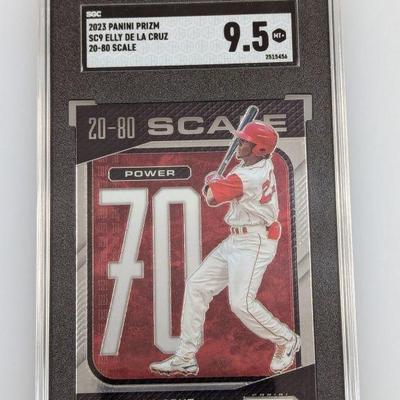 SGC
2023 PANINI PRIZM
SC9 ELLY DE LA CRUZ
20-80 SCALE
9.5 MT+
2515456
20-80 SCALE
POWER
70
PANINI